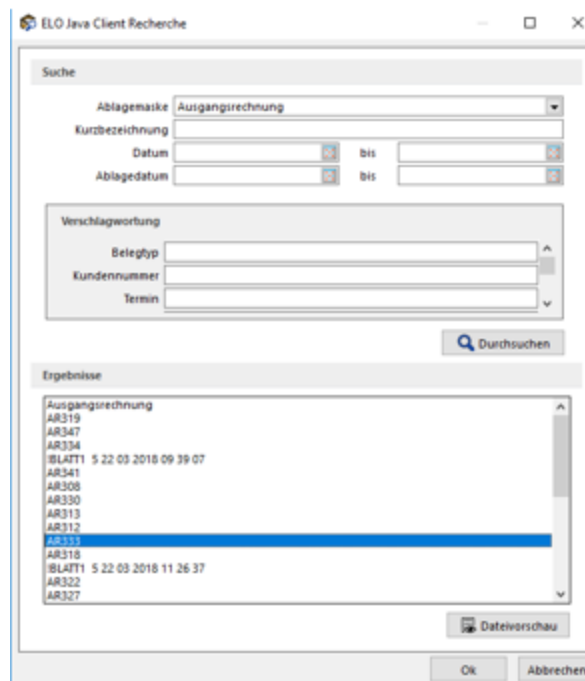 ELO Java Client Recherche
Suche
Ablagemaske Ausgangsrechnung
Kurzbezeichnung
Datum bis
Ablagedatum bis
Verschlagwortung
Belegtyp
Kundennummer
Termin
Durchsuchen
Ergebnisse
Ausgangsrechnung
AR319
AR347
AR334
!BLATT1 5 22 03 2018 09 39 07
AR341
AR308
AR330
AR313
AR312
AR333
AR318
!BLATT1 5 22 03 2018 11 26 37
AR322
AR327
Dateivorschau
Ok Abbrechen